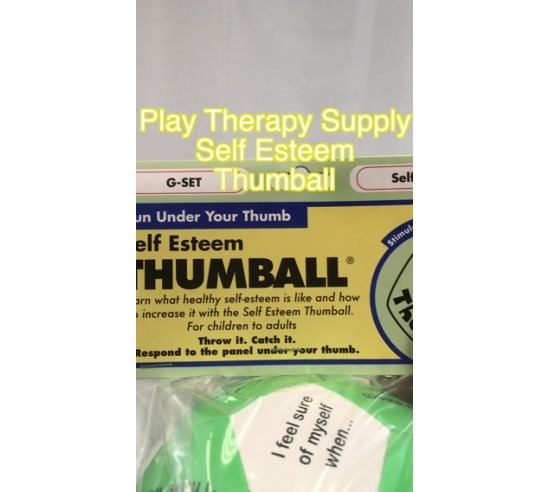 Play Therapy Supply
Self Esteem
Thumball
G-SET
Self
un Under Your Thumb
elf Esteem
THUMBALL®
arn what healthy self-esteem is like and how
increase it with the Self Esteem Thumball.
For children to adults
Throw it. Catch it.
Respond to the panel under your thumb.
I feel sure
of myself
when...